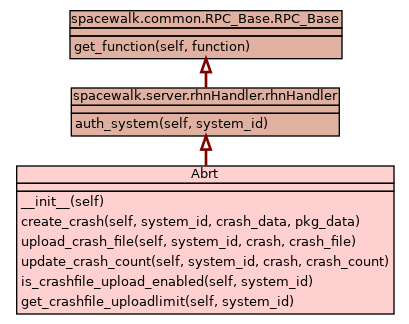 spacewalk.common.RPC_Base.RPC_Base
get_function(self, function)
spacewalk.server.rhnHandler.rhnHandler
auth_system(self, system_id)
Abrt
__init__(self)
create_crash(self, system_id, crash_data, pkg_data)
upload_crash_file(self, system_id, crash, crash_file)
update_crash_count(self, system_id, crash, crash_count)
is_crashfile_upload_enabled(self, system_id)
get_crashfile_uploadlimit(self, system_id)